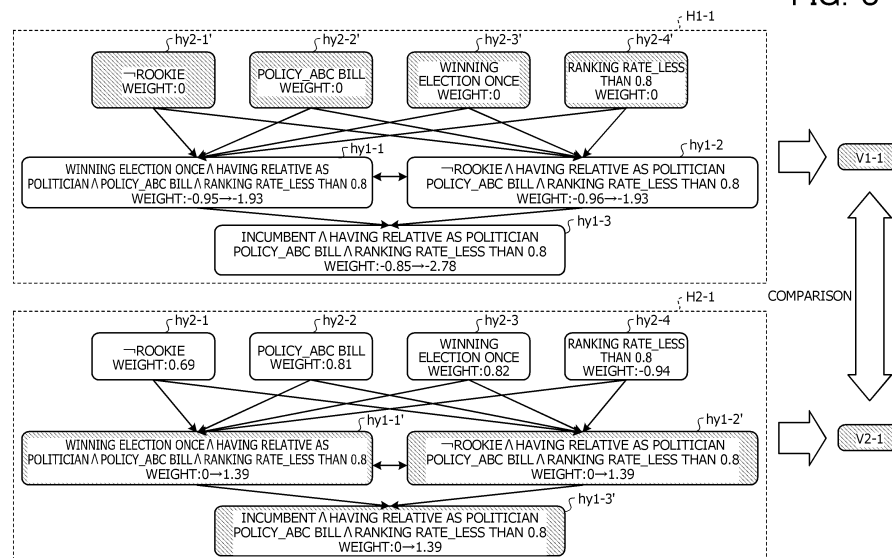 H1-1
hy2-1'
hy2-2'
hy2-3'
hy2-4'
¬ROOKIE
WEIGHT:0
POLICY_ABC BILL
WEIGHT:0
WINNING
ELECTION ONCE
WEIGHT:0
RANKING RATE_LESS
THAN 0.8
WEIGHT:0
hy1-1
hy1-2
WINNING ELECTION ONCE∧HAVING RELATIVE AS
POLITICIAN∧POLICY_ABC BILL∧RANKING RATE_LESS THAN 0.8
WEIGHT:-0.95→-1.93
¬ROOKIE∧HAVING RELATIVE AS POLITICIAN
POLICY_ABC BILL∧RANKING RATE_LESS THAN 0.8
WEIGHT:-0.96→-1.93
V1-1
hy1-3
INCUMBENT∧HAVING RELATIVE AS POLITICIAN
POLICY_ABC BILL∧RANKING RATE_LESS THAN 0.8
WEIGHT:-0.85→-2.78
COMPARISON
H2-1
hy2-1
hy2-2
hy2-3
hy2-4
¬ROOKIE
WEIGHT:0.69
POLICY_ABC BILL
WEIGHT:0.81
WINNING
ELECTION ONCE
WEIGHT:0.82
RANKING RATE_LESS
THAN 0.8
WEIGHT:-0.94
hy1-1'
hy1-2'
WINNING ELECTION ONCE∧HAVING RELATIVE AS
POLITICIAN∧POLICY_ABC BILL∧RANKING RATE_LESS THAN 0.8
WEIGHT:0→1.39
¬ROOKIE∧HAVING RELATIVE AS POLITICIAN
POLICY_ABC BILL∧RANKING RATE_LESS THAN 0.8
WEIGHT:0→1.39
V2-1
hy1-3'
INCUMBENT∧HAVING RELATIVE AS POLITICIAN
POLICY_ABC BILL∧RANKING RATE_LESS THAN 0.8
WEIGHT:0→1.39